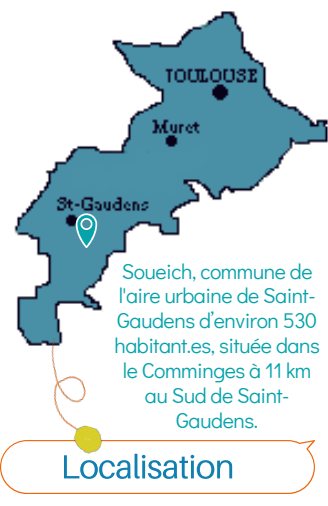 TOULOUSE
Muret
St-Gaudens
Soueich, commune de
l'aire urbaine de Saint-
Gaudens d'environ 530
habitant.es, située dans
le Comminges à 11 km
au Sud de Saint-
Gaudens.
Localisation